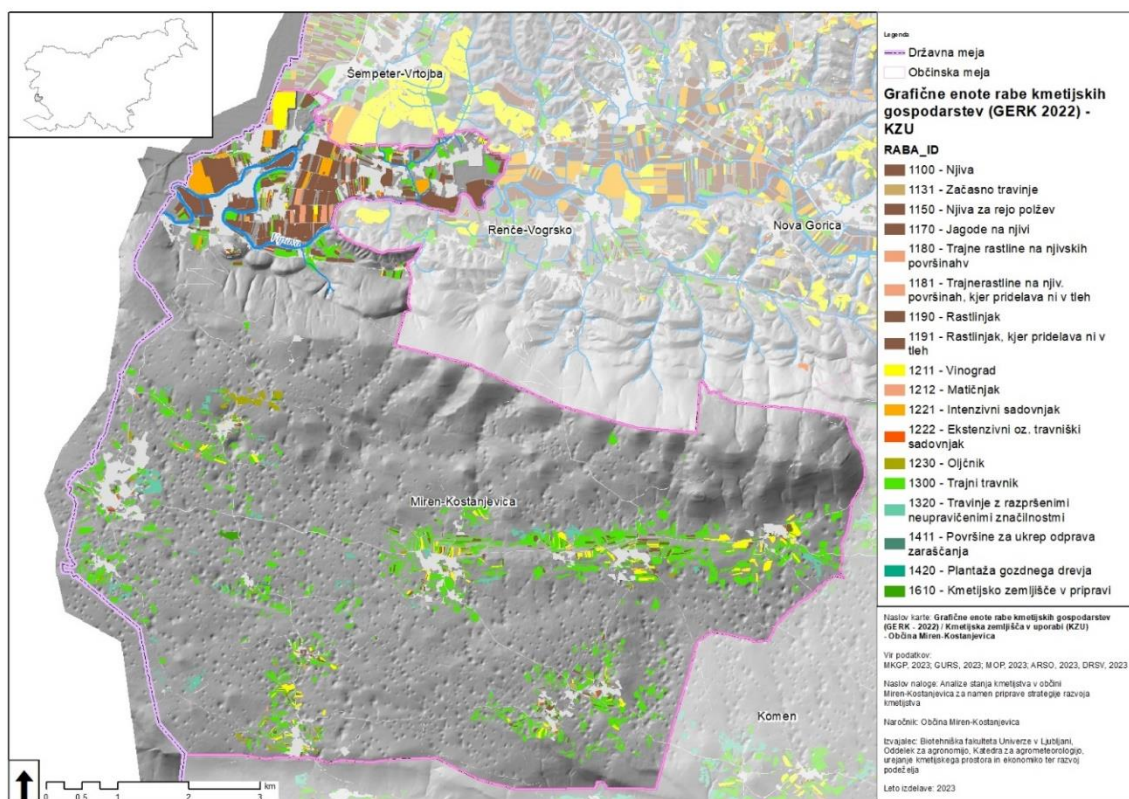 Šempeter-Vrtojba
Renče-Vogrsko
Nova Gorica
Vipava
Miren-Kostanjevica
Komen
0 0.5 1 2 3 km
Legenda
Državna meja
Občinska meja
Grafične enote rabe kmetijskih
gospodarstev (GERK 2022) -
KZU
RABA_ID
1100 - Njiva
1131 - Začasno travinje
1150 - Njiva za rejo polžev
1170 - Jagode na njivi
1180 - Trajne rastline na njivskih
površinahv
1181 - Trajnerastline na njiv.
površinah, kjer pridelava ni v tleh
1190 - Rastlinjak
1191 - Rastlinjak, kjer pridelava ni v
tleh
1211 - Vinograd
1212 - Matičnjak
1221 - Intenzivni sadovnjak
1222 - Ekstenzivni oz. travniški
sadovnjak
1230 - Oljčnik
1300 - Trajni travnik
1320 - Travinje z razpršenimi
neupravičenimi značilnostmi
1411 - Površine za ukrep odprava
zaraščanja
1420 - Plantaža gozdnega drevja
1610 - Kmetijsko zemljišče v pripravi
Naslov karte: Grafične enote rabe kmetijskih gospodarstev
(GERK - 2022) / Kmetijska zemljišča v uporabi (KZU)
- Občina Miren-Kostanjevica
Vir podatkov:
MKGP, 2023; GURS, 2023; MOP, 2023; ARSO, 2023, DRSV, 2023
Naslov naloge: Analize stanja kmetijstva v občini
Miren-Kostanjevica za namen priprave strategije razvoja
kmetijstva
Naročnik: Občina Miren-Kostanjevica
Izvajalec: Biotehniška fakulteta Univerze v Ljubljani,
Oddelek za agronomijo, Katedra za agrometeorologijo,
urejanje kmetijskega prostora in ekonomiko ter razvoj
podeželja
Leto izdelave: 2023